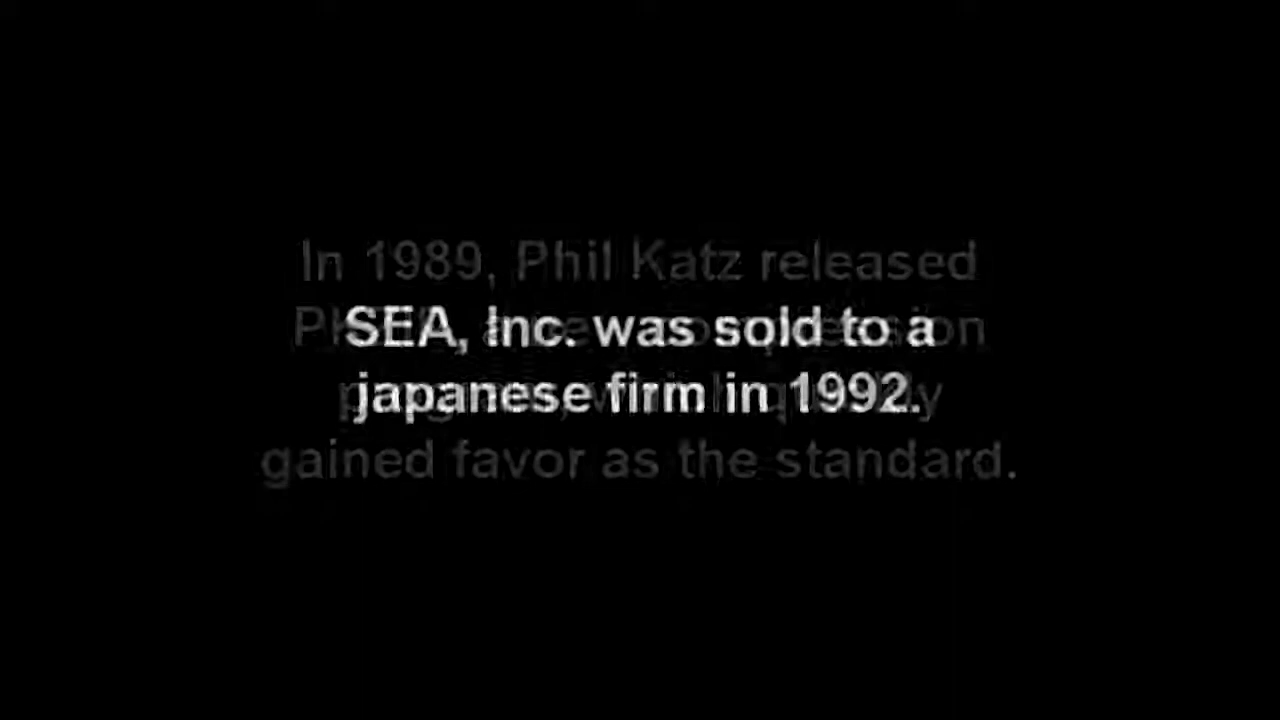 In 1989, Phil Katz released
SEA, Inc. was sold to a
japanese firm in 1992.
gained favor as the standard.